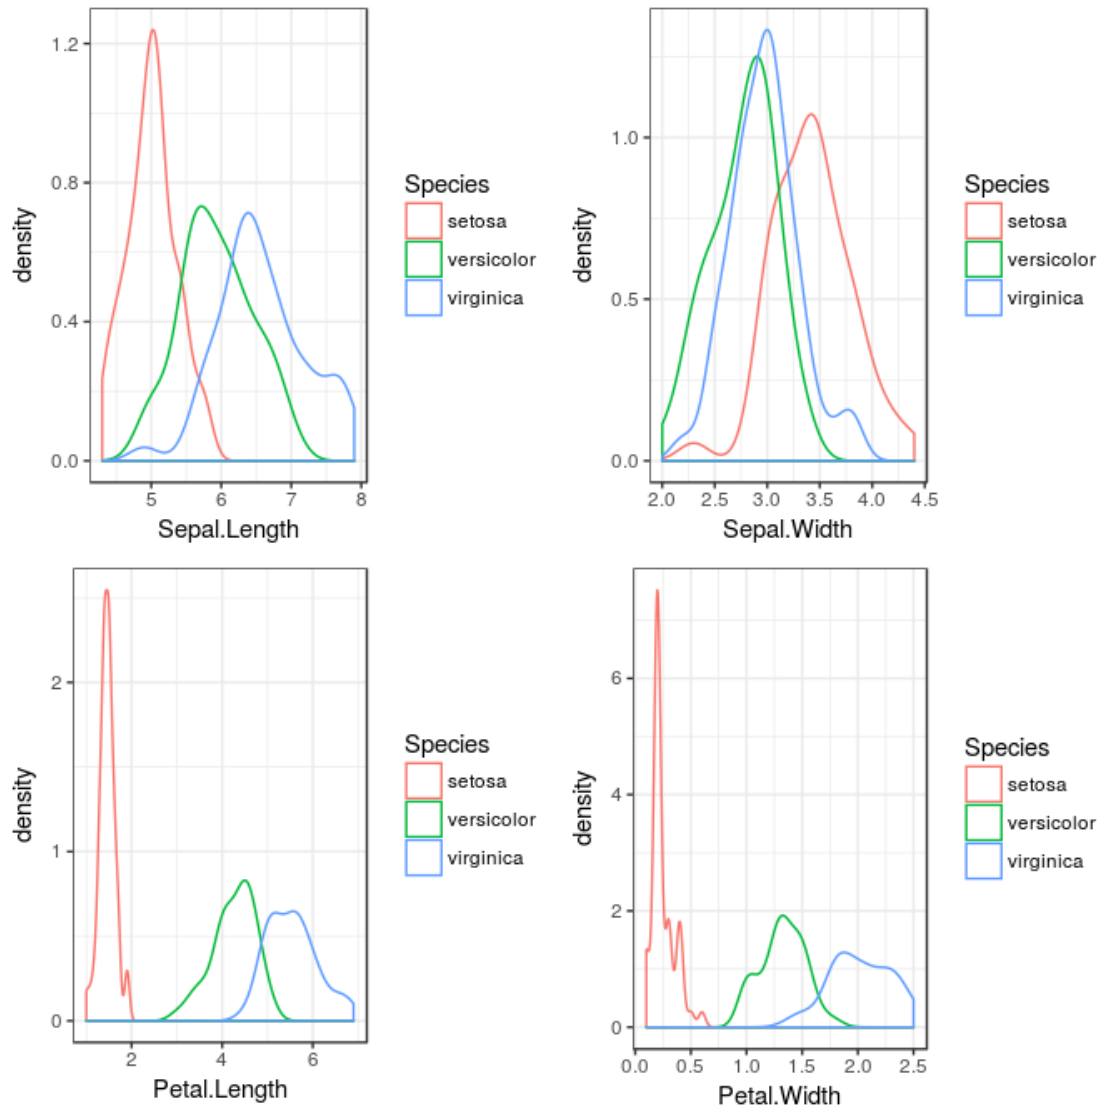 1.2
0.8
0.4
0.0
density
5 6 7 8
Sepal.Length
Species
setosa
versicolor
virginica
1.0
0.5
0.0
density
2.0 2.5 3.0 3.5 4.0 4.5
Sepal.Width
Species
setosa
versicolor
virginica
2
1
0
density
2 4 6
Petal.Length
Species
setosa
versicolor
virginica
6
4
2
0
density
0.0 0.5 1.0 1.5 2.0 2.5
Petal.Width
Species
setosa
versicolor
virginica